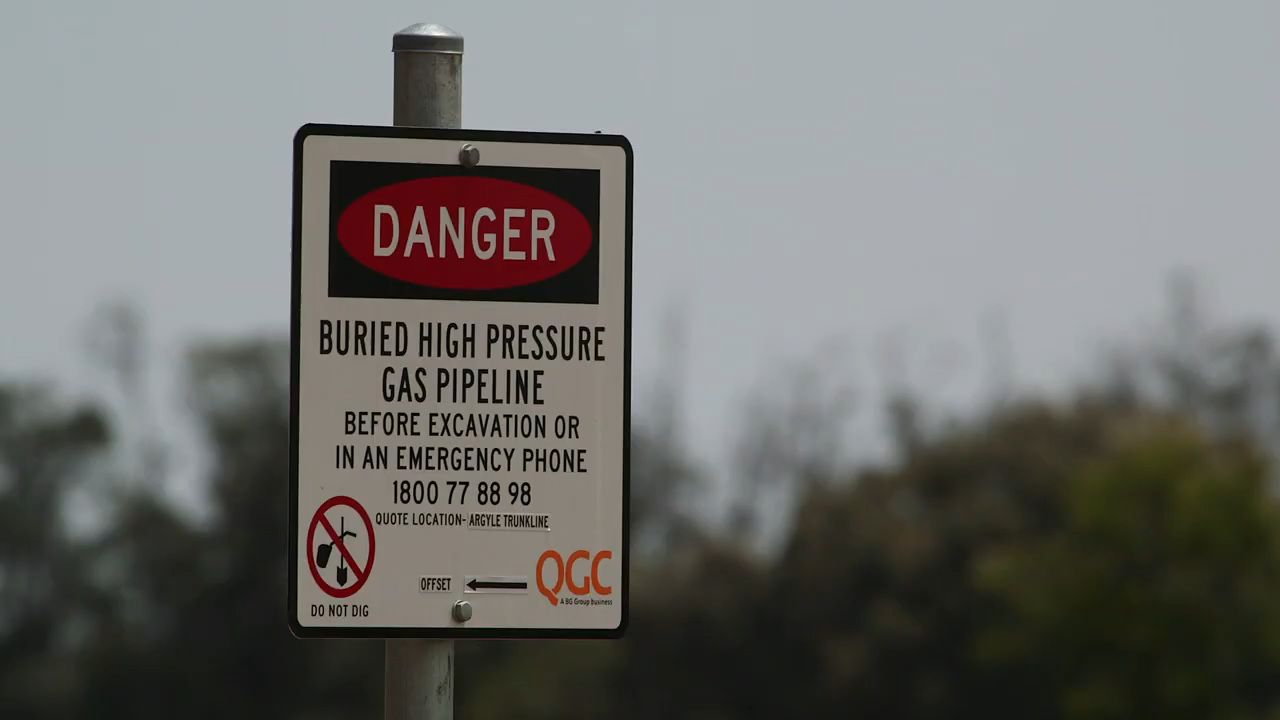 DANGER
BURIED HIGH PRESSURE
GAS PIPELINE
BEFORE EXCAVATION OR
IN AN EMERGENCY PHONE
1800 77 88 98
QUOTE LOCATION- ARGYLE TRUNKLINE
OFFSET
QGC
A BG Group business
DO NOT DIG